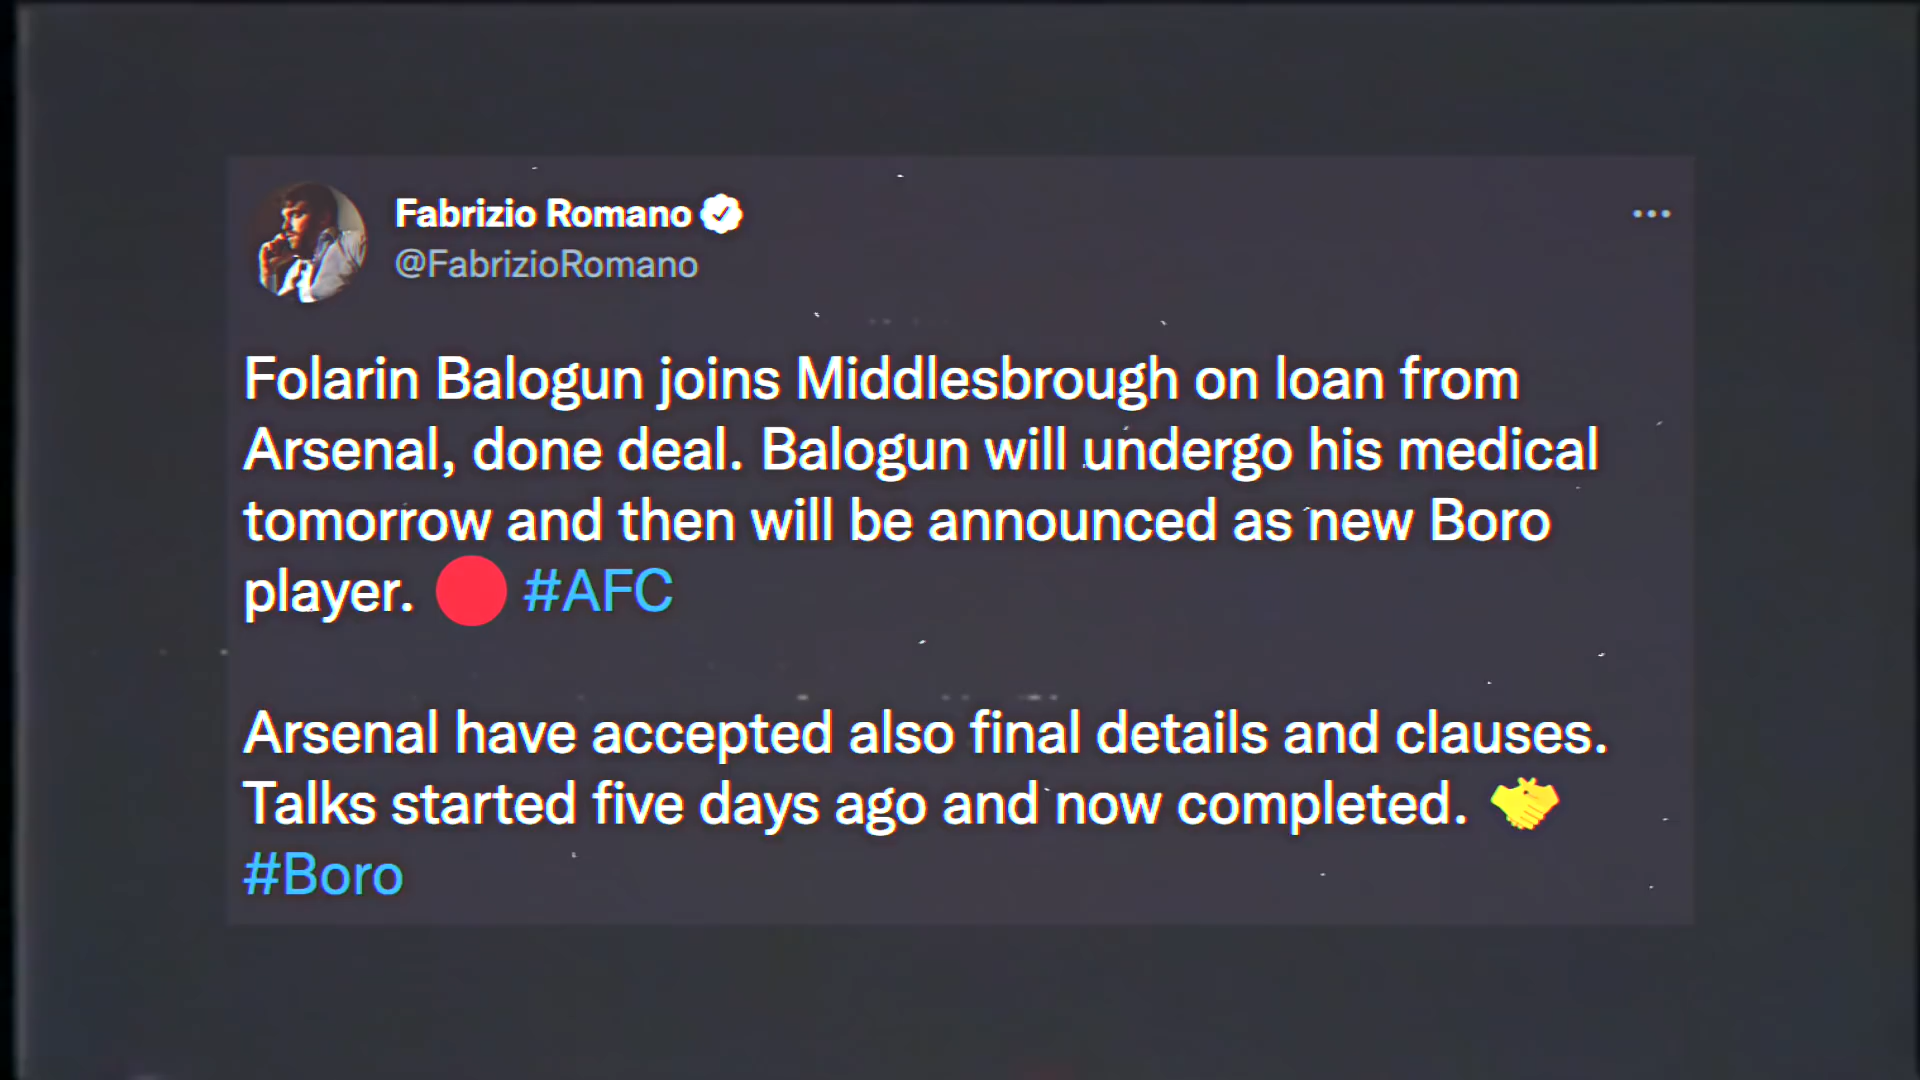 Fabrizio Romano
@FabrizioRomano
Folarin Balogun joins Middlesbrough on loan from
Arsenal, done deal. Balogun will undergo his medical
tomorrow and then will be announced as new Boro
player. 🔴 #AFC
Arsenal have accepted also final details and clauses.
Talks started five days ago and now completed. 🤝
#Boro